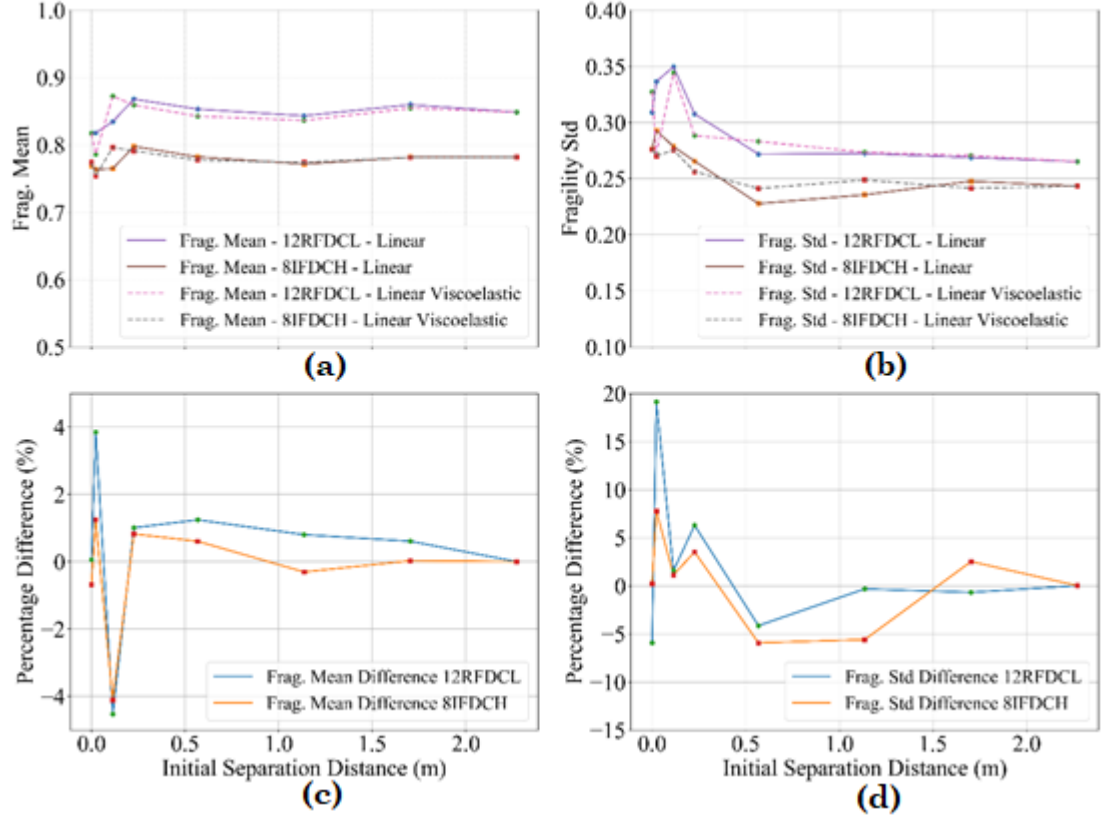 1.0
0.9
0.8
0.7
0.6
0.5
Frag. Mean
Frag. Mean - 12RFDCL - Linear
Frag. Mean - 8IFDCH - Linear
Frag. Mean - 12RFDCL - Linear Viscoelastic
Frag. Mean - 8IFDCH - Linear Viscoelastic
(a)
0.40
0.35
0.30
0.25
0.20
0.15
0.10
Fragility Std
Frag. Std - 12RFDCL - Linear
Frag. Std - 8IFDCH - Linear
Frag. Std - 12RFDCL - Linear Viscoelastic
Frag. Std - 8IFDCH - Linear Viscoelastic
(b)
4
2
0
−2
−4
Percentage Difference (%)
Frag. Mean Difference 12RFDCL
Frag. Mean Difference 8IFDCH
0.0 0.5 1.0 1.5 2.0
Initial Separation Distance (m)
(c)
20
15
10
5
0
−5
−10
−15
Percentage Difference (%)
Frag. Std Difference 12RFDCL
Frag. Std Difference 8IFDCH
0.0 0.5 1.0 1.5 2.0
Initial Separation Distance (m)
(d)